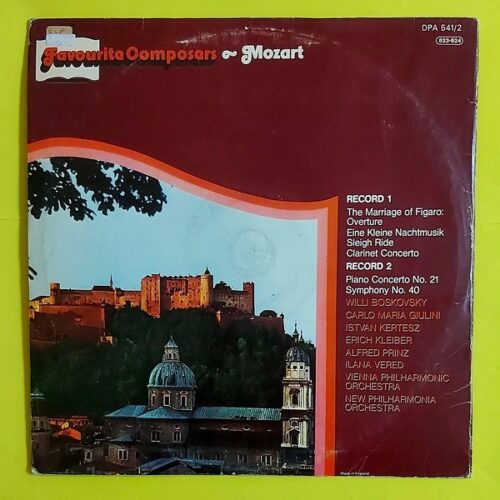 DPA 541/2
823-824
Favourite Composers ~ Mozart
RECORD 1
The Marriage of Figaro:
Overture
Eine Kleine Nachtmusik
Sleigh Ride
Clarinet Concerto
RECORD 2
Piano Concerto No. 21
Symphony No. 40
WILLI BOSKOVSKY
CARLO MARIA GIULINI
ISTVAN KERTESZ
ERICH KLEIBER
ALFRED PRINZ
ILANA VERED
VIENNA PHILHARMONIC
ORCHESTRA
NEW PHILHARMONIA
ORCHESTRA
Made in England